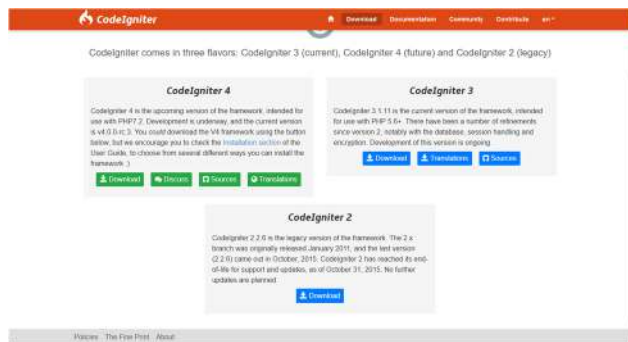 CodeIgniter
Download Documentation Community Contribute en
CodeIgniter comes in three flavors: CodeIgniter 3 (current), CodeIgniter 4 (future) and CodeIgniter 2 (legacy)
CodeIgniter 4
CodeIgniter 4 is the upcoming version of the framework, intended for
use with PHP7.2. Development is underway, and the current version
is v4.0.0-rc.3. You could download the V4 framework using the button
below, but we encourage you to check the Installation section of the
User Guide, to choose from several different ways you can install the
framework :)
Download Discuss Sources Translations
CodeIgniter 3
CodeIgniter 3.1.11 is the current version of the framework, intended
for use with PHP 5.6+. There have been a number of refinements
since version 2, notably with the database, session handling and
encryption. Development of this version is ongoing.
Download Translations Sources
CodeIgniter 2
CodeIgniter 2.2.6 is the legacy version of the framework. The 2.x
branch was originally released January 2011, and the last version
(2.2.6) came out in October, 2015. CodeIgniter 2 has reached its end-
of-life for support and updates, as of October 31, 2015. No further
updates are planned.
Download
Policies The Fine Print About